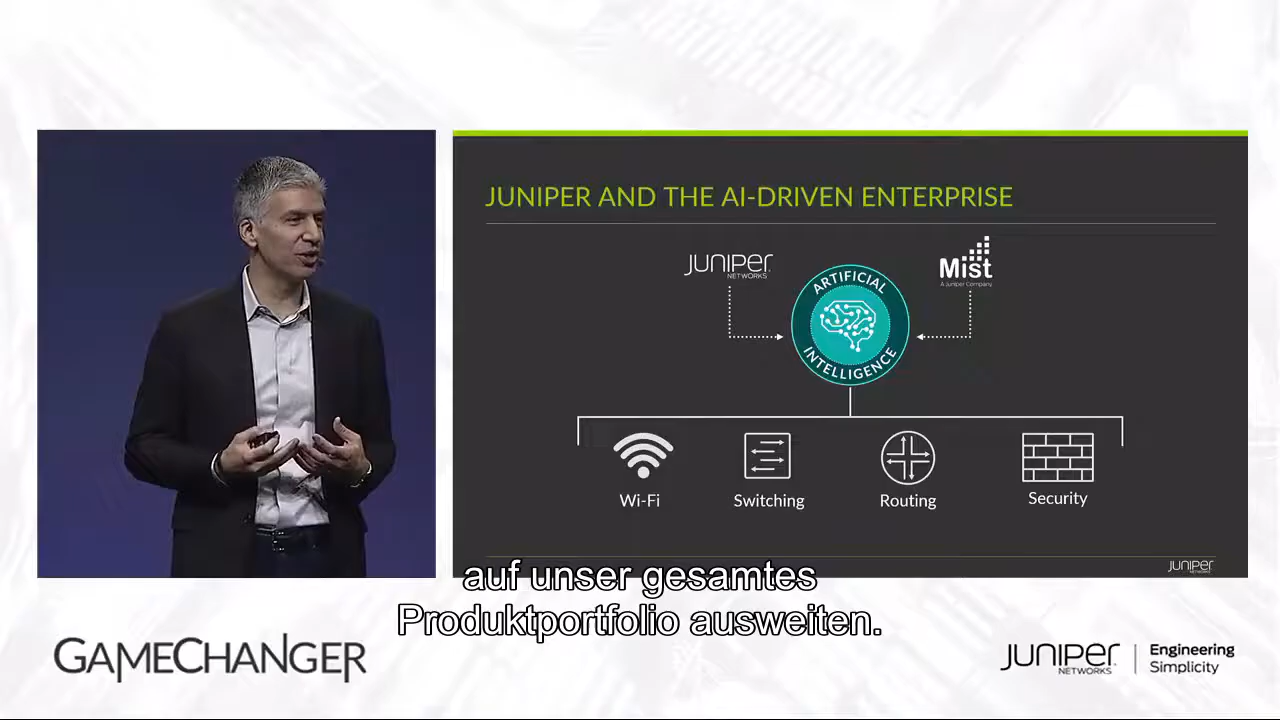 JUNIPER AND THE AI-DRIVEN ENTERPRISE
JUNIPER
NETWORKS
Mist
A Juniper Company
ARTIFICIAL
INTELLIGENCE
Wi-Fi
Switching
Routing
Security
JUNIPER
NETWORKS
auf unser gesamtes
Produktportfolio ausweiten.
GAMECHANGER
JUNIPER
NETWORKS
Engineering
Simplicity